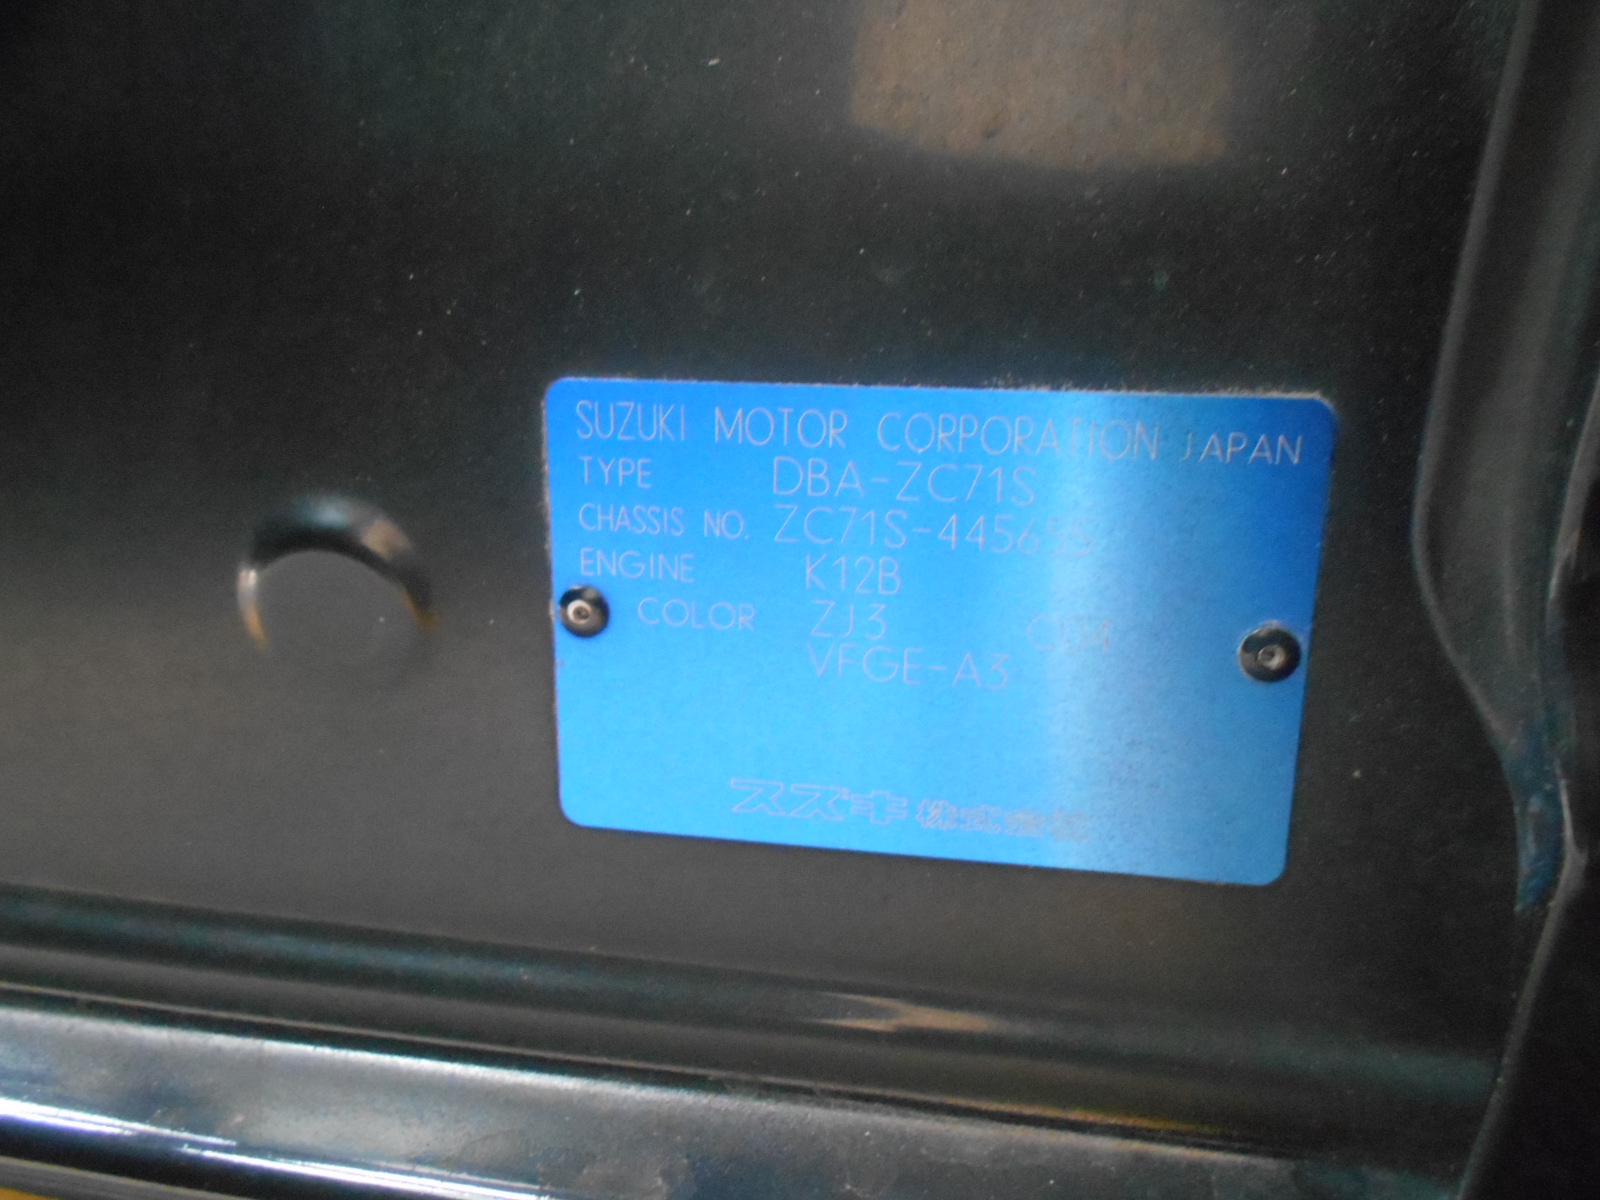 SUZUKI MOTOR CORPORATION JAPAN
TYPE DBA-ZC71S
CHASSIS NO.
ENGINE K12B
COLOR ZJ3
VFGE-A3
スズキ株式会社